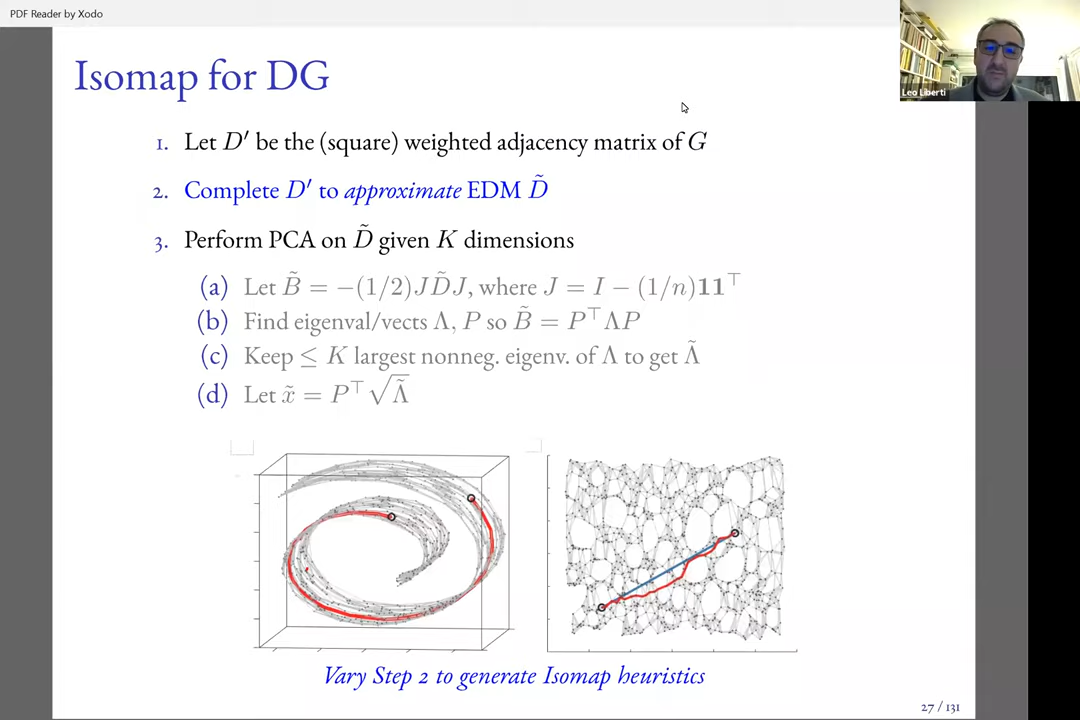 PDF Reader by Xodo
Leo Liberti
Isomap for DG
1. Let D′ be the (square) weighted adjacency matrix of G
2. Complete D′ to approximate EDM D̃
3. Perform PCA on D̃ given K dimensions
(a) Let B̃ = −(1/2)JD̃J, where J = I − (1/n)11⊤
(b) Find eigenval/vects Λ, P so B̃ = P⊤ΛP
(c) Keep ≤ K largest nonneg. eigenv. of Λ to get Λ̃
(d) Let x̃ = P⊤√Λ̃
Vary Step 2 to generate Isomap heuristics
27 / 131